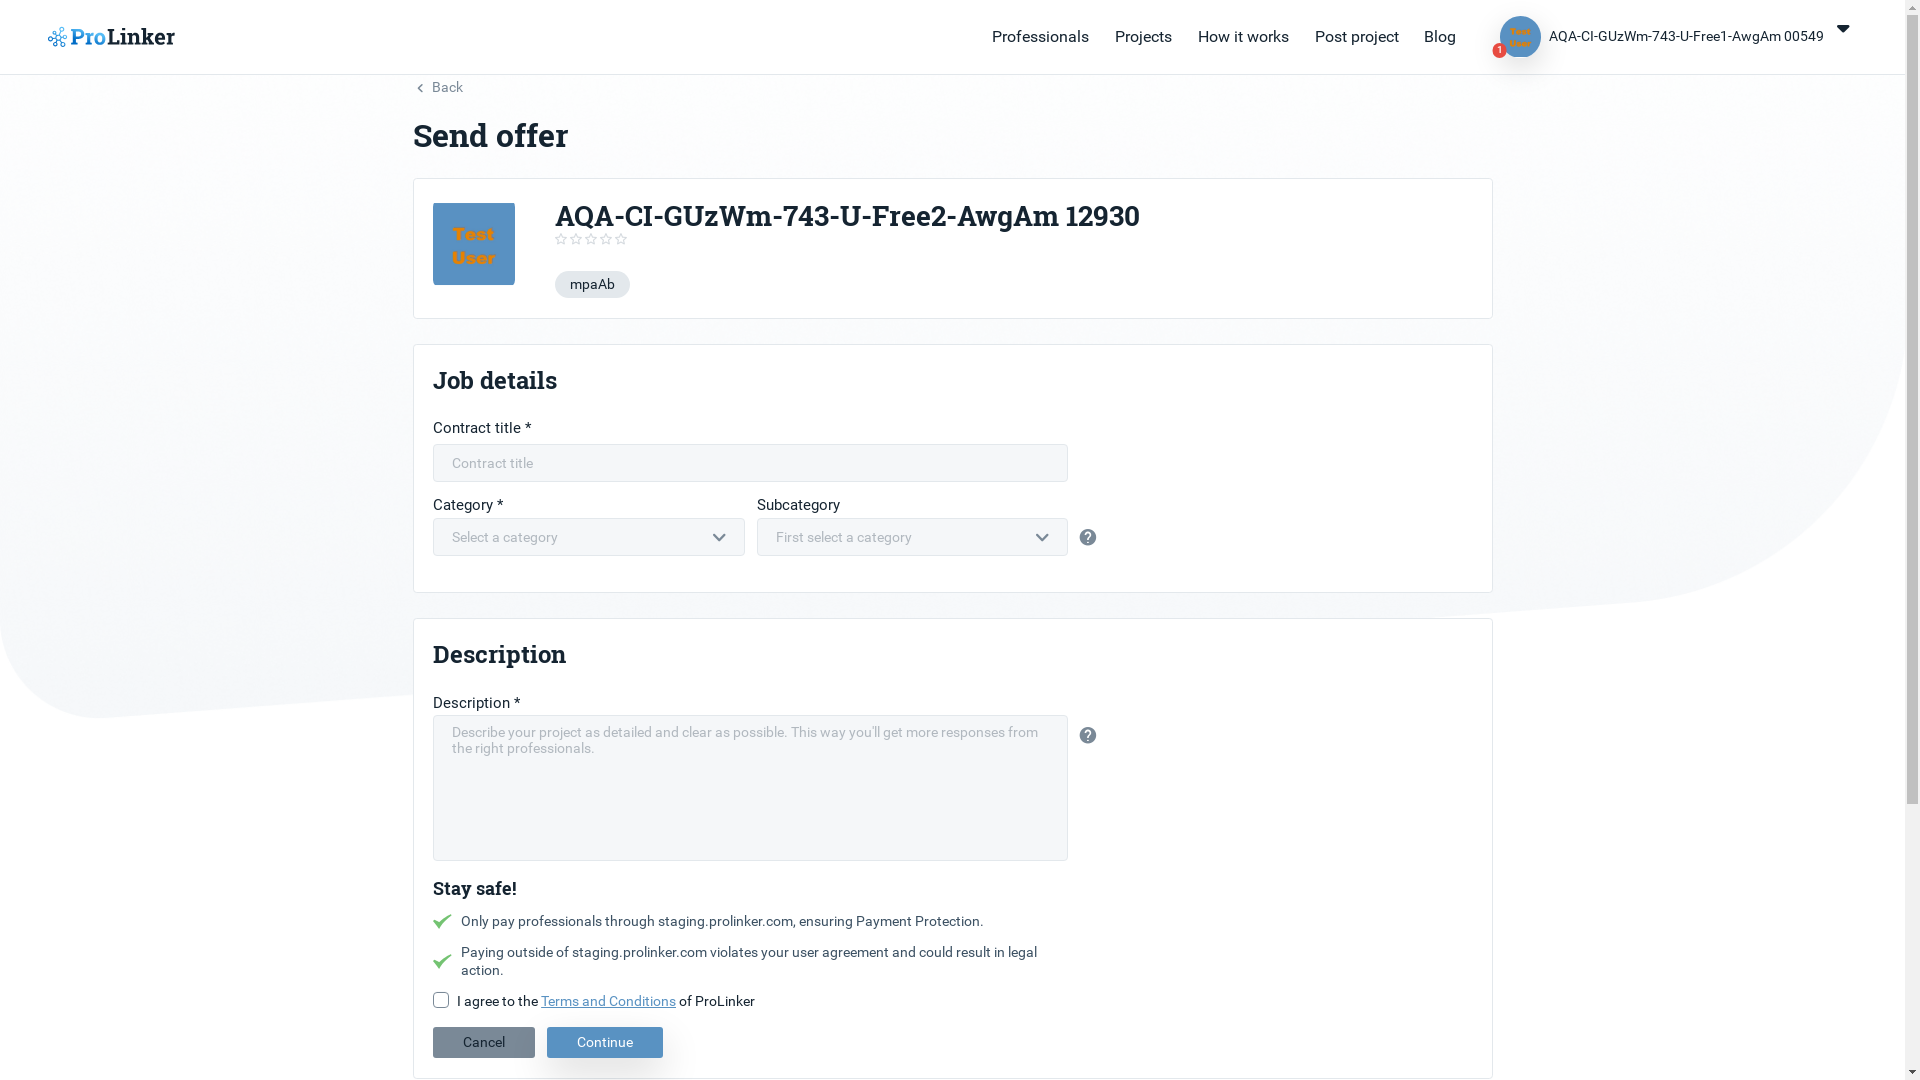 ProLinker
Professionals
Projects
How it works
Post project
Blog
Test User
1
AQA-CI-GUzWm-743-U-Free1-AwgAm 00549
Back
Send offer
Test
User
AQA-CI-GUzWm-743-U-Free2-AwgAm 12930
mpaAb
Job details
Contract title *
Contract title
Category *
Subcategory
Select a category
First select a category
?
Description
Description *
Describe your project as detailed and clear as possible. This way you'll get more responses from
the right professionals.
?
Stay safe!
Only pay professionals through staging.prolinker.com, ensuring Payment Protection.
Paying outside of staging.prolinker.com violates your user agreement and could result in legal
action.
I agree to the Terms and Conditions of ProLinker
Cancel
Continue